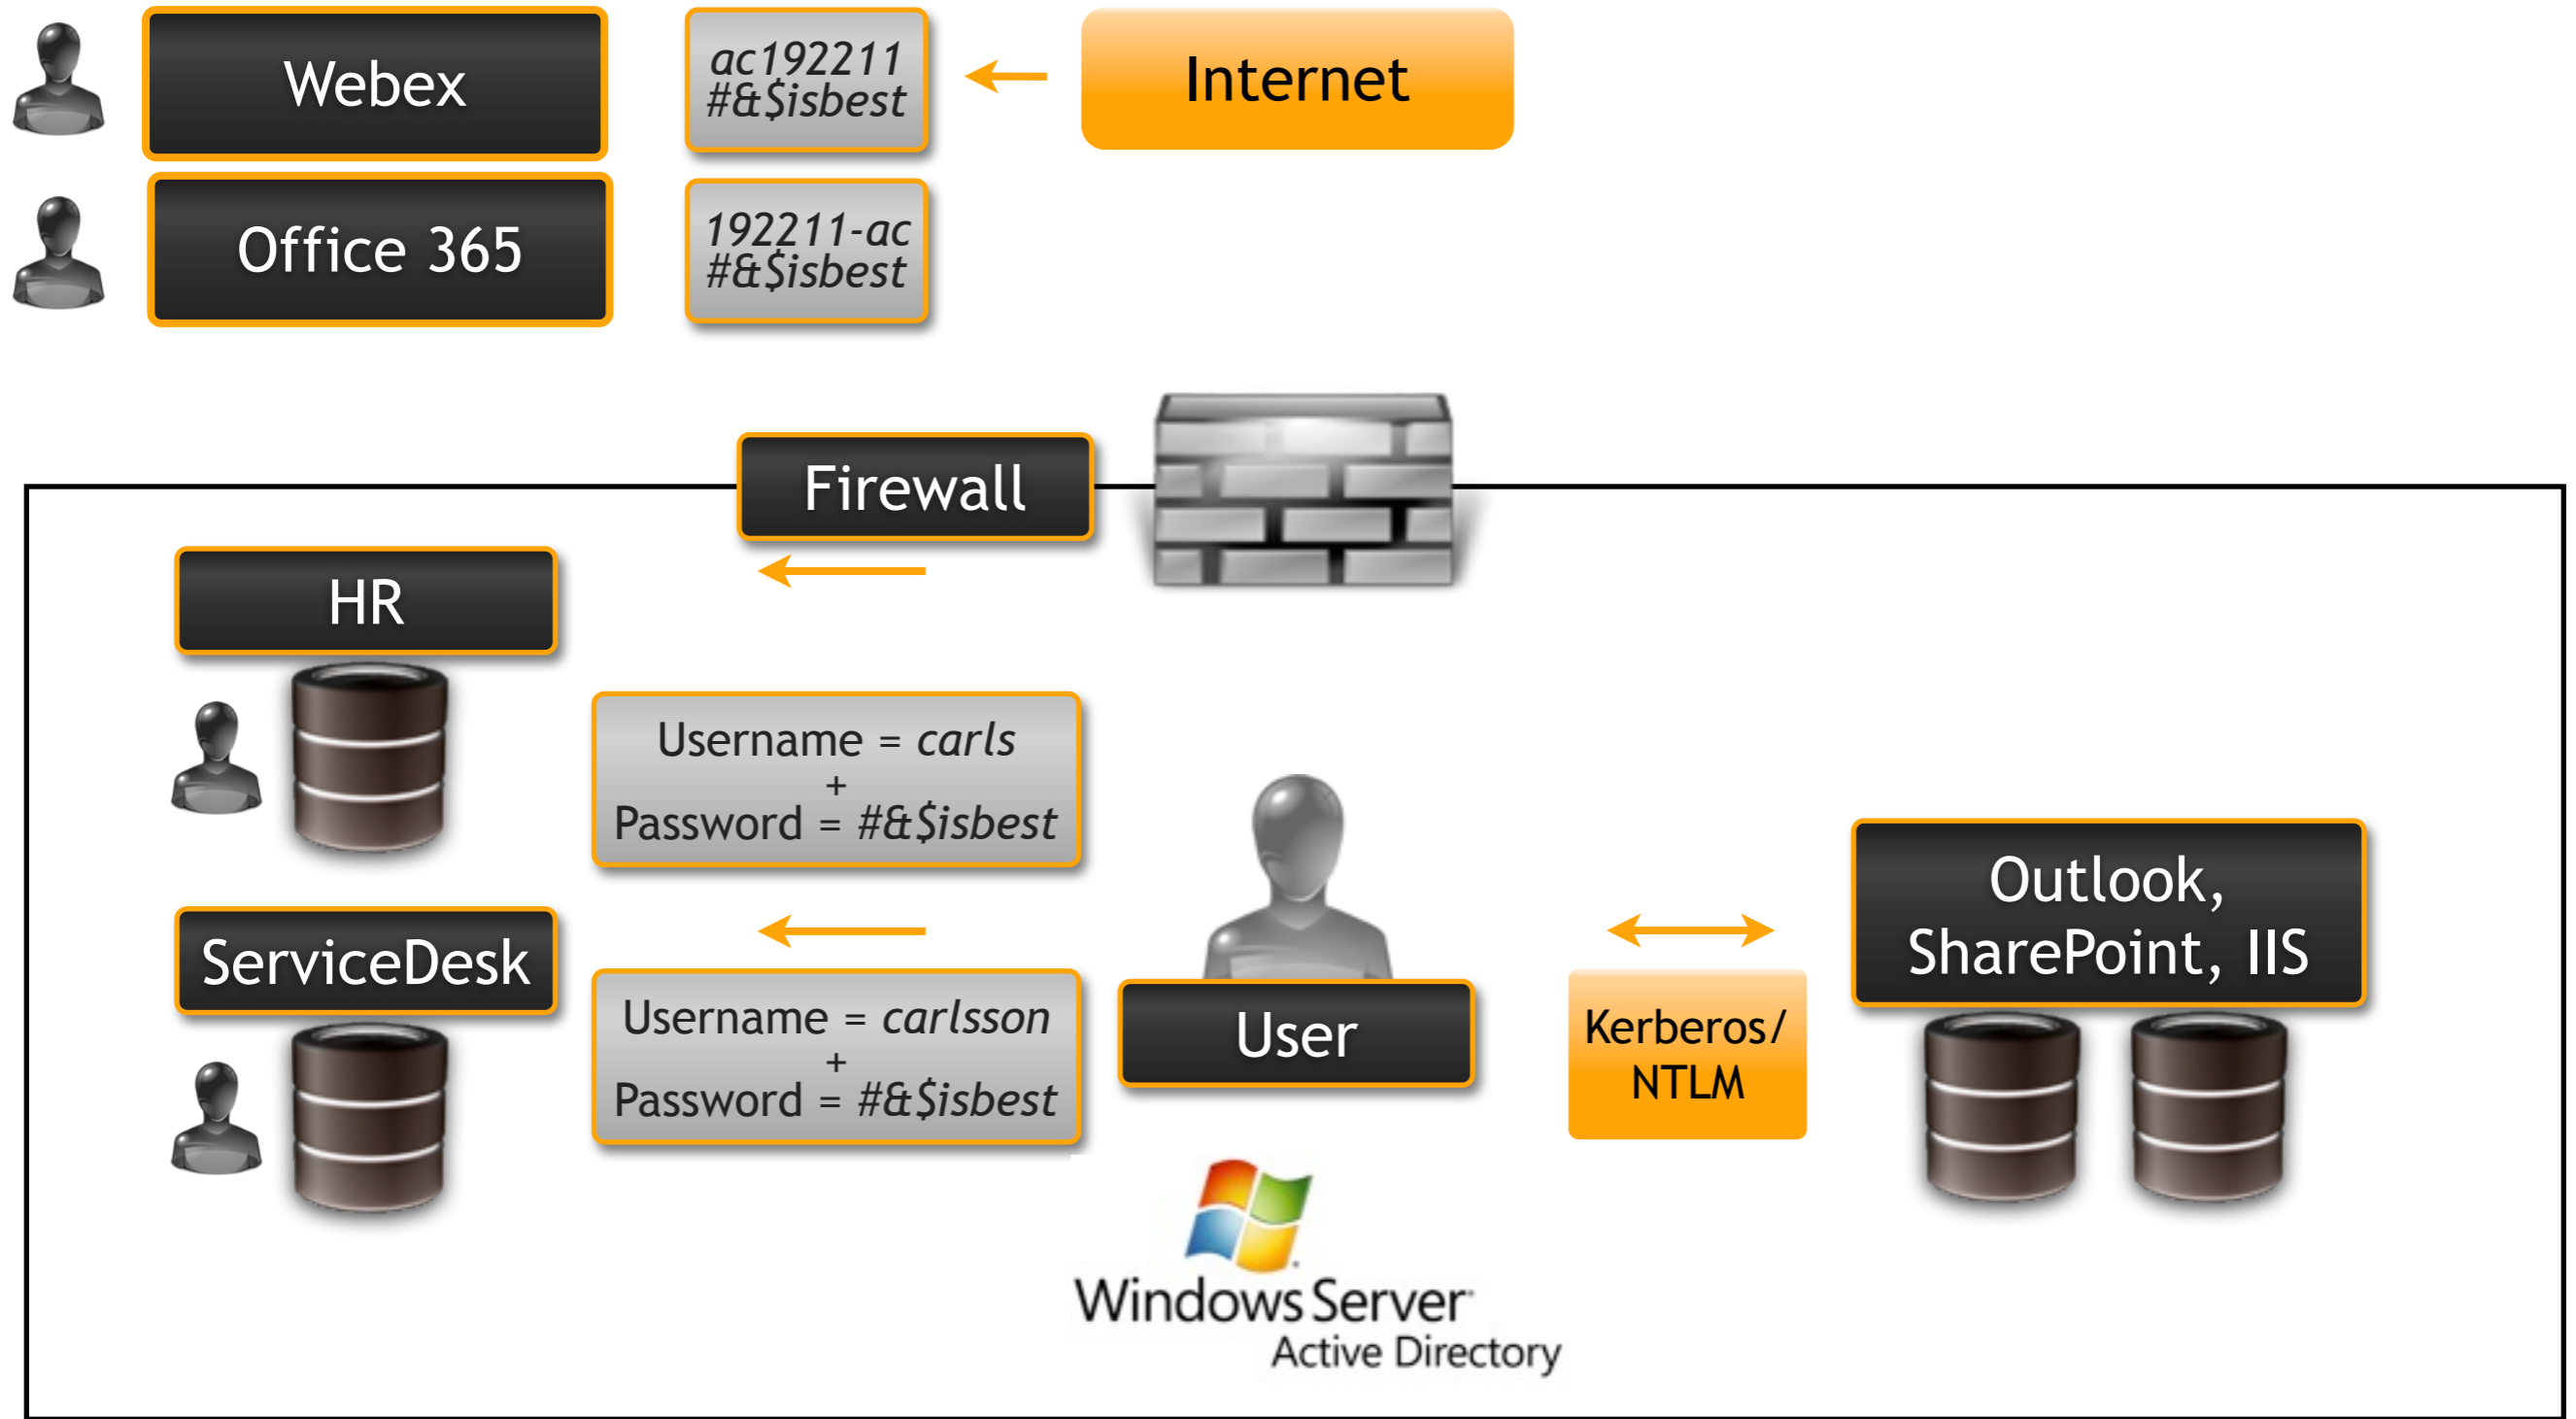 Webex
ac192211
#&$isbest
Internet
Office 365
192211-ac
#&$isbest
Firewall
HR
Username = carls
+
Password = #&$isbest
ServiceDesk
Username = carlsson
+
Password = #&$isbest
User
Kerberos/
NTLM
Outlook,
SharePoint, IIS
Windows Server
Active Directory